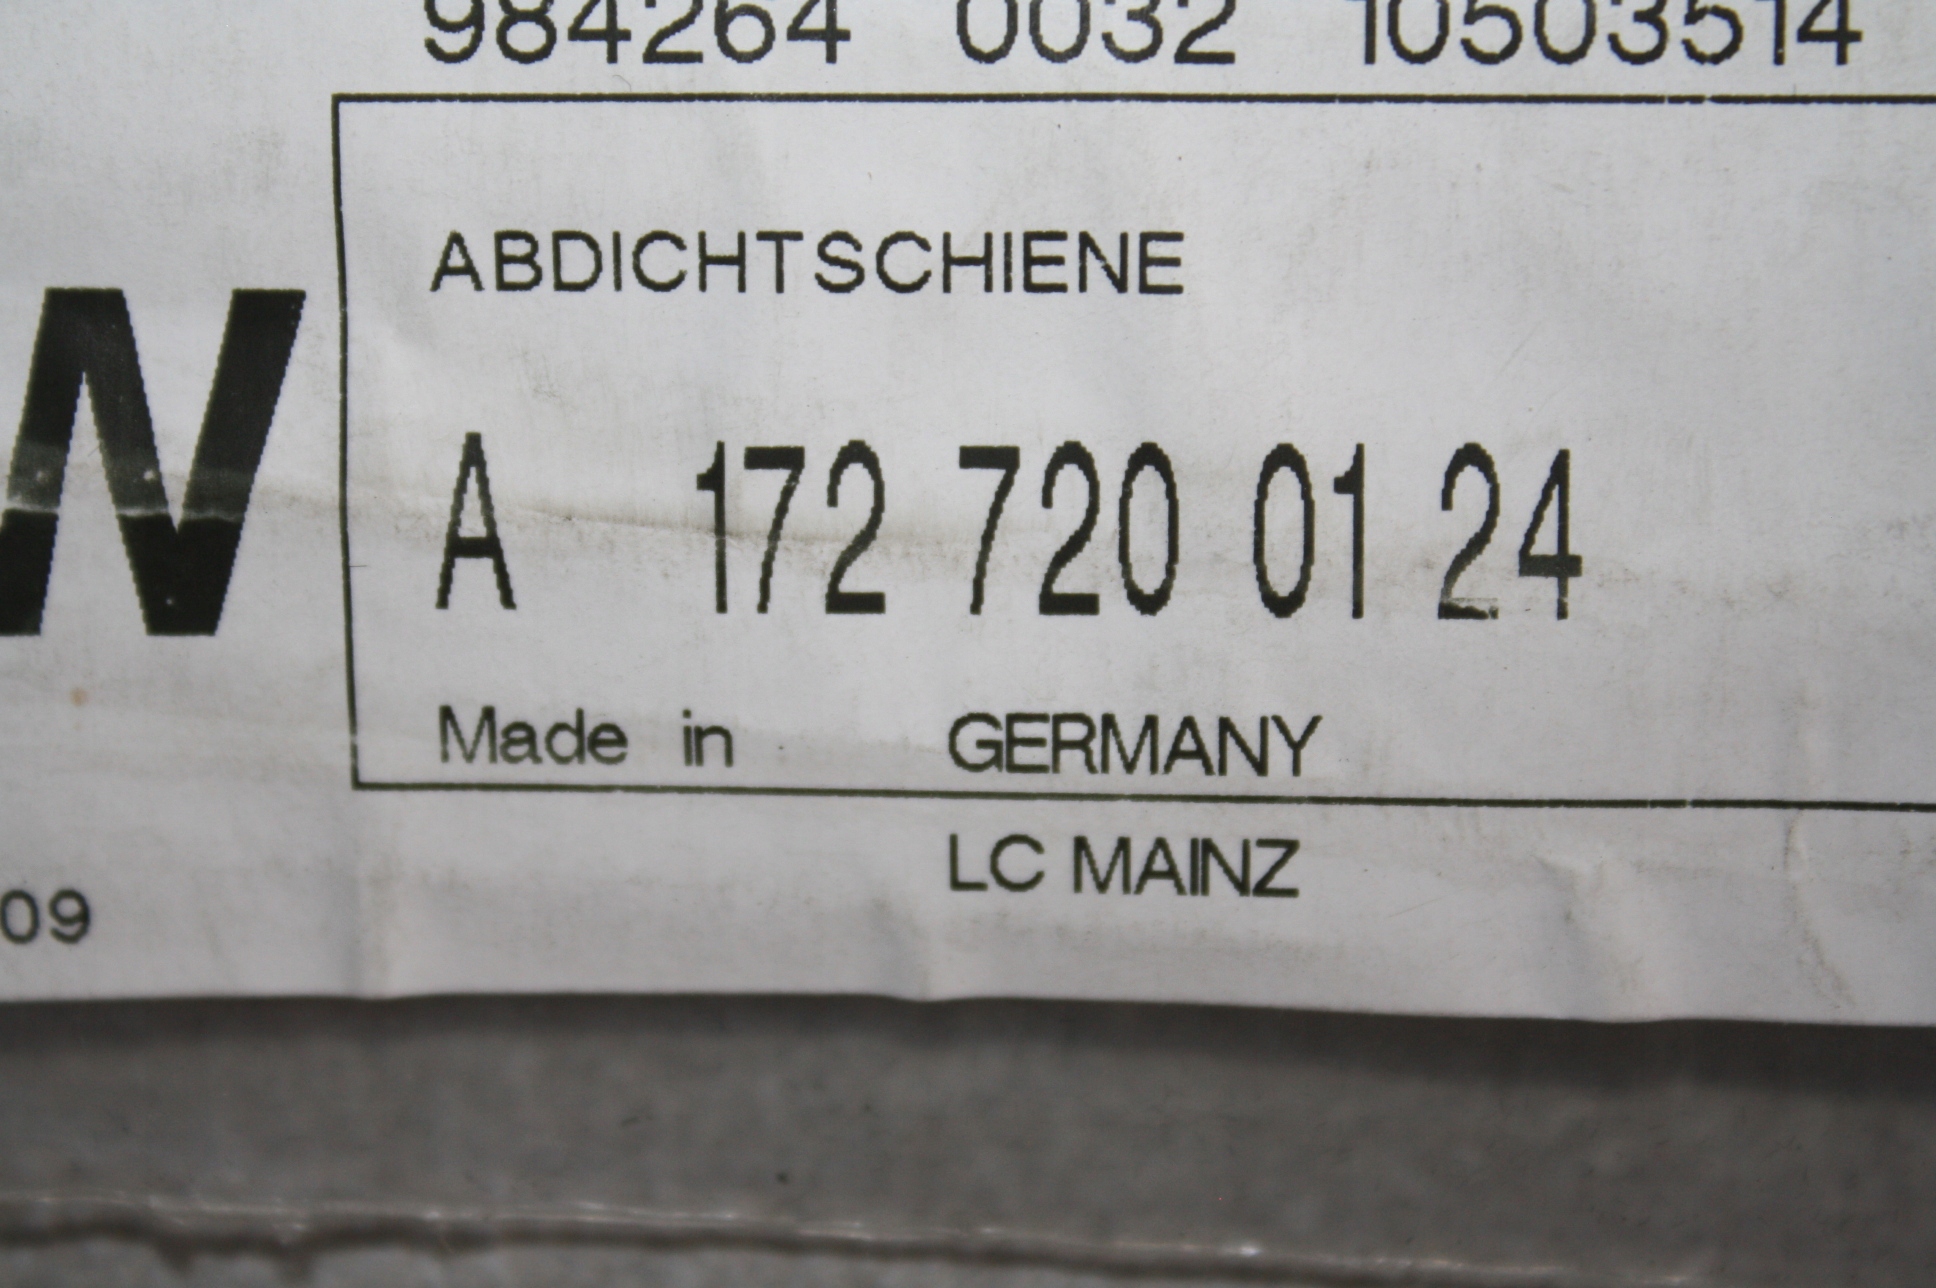 984264 0032 10503514
ABDICHTSCHIENE
N
A 172 720 01 24
Made in GERMANY
LC MAINZ
09